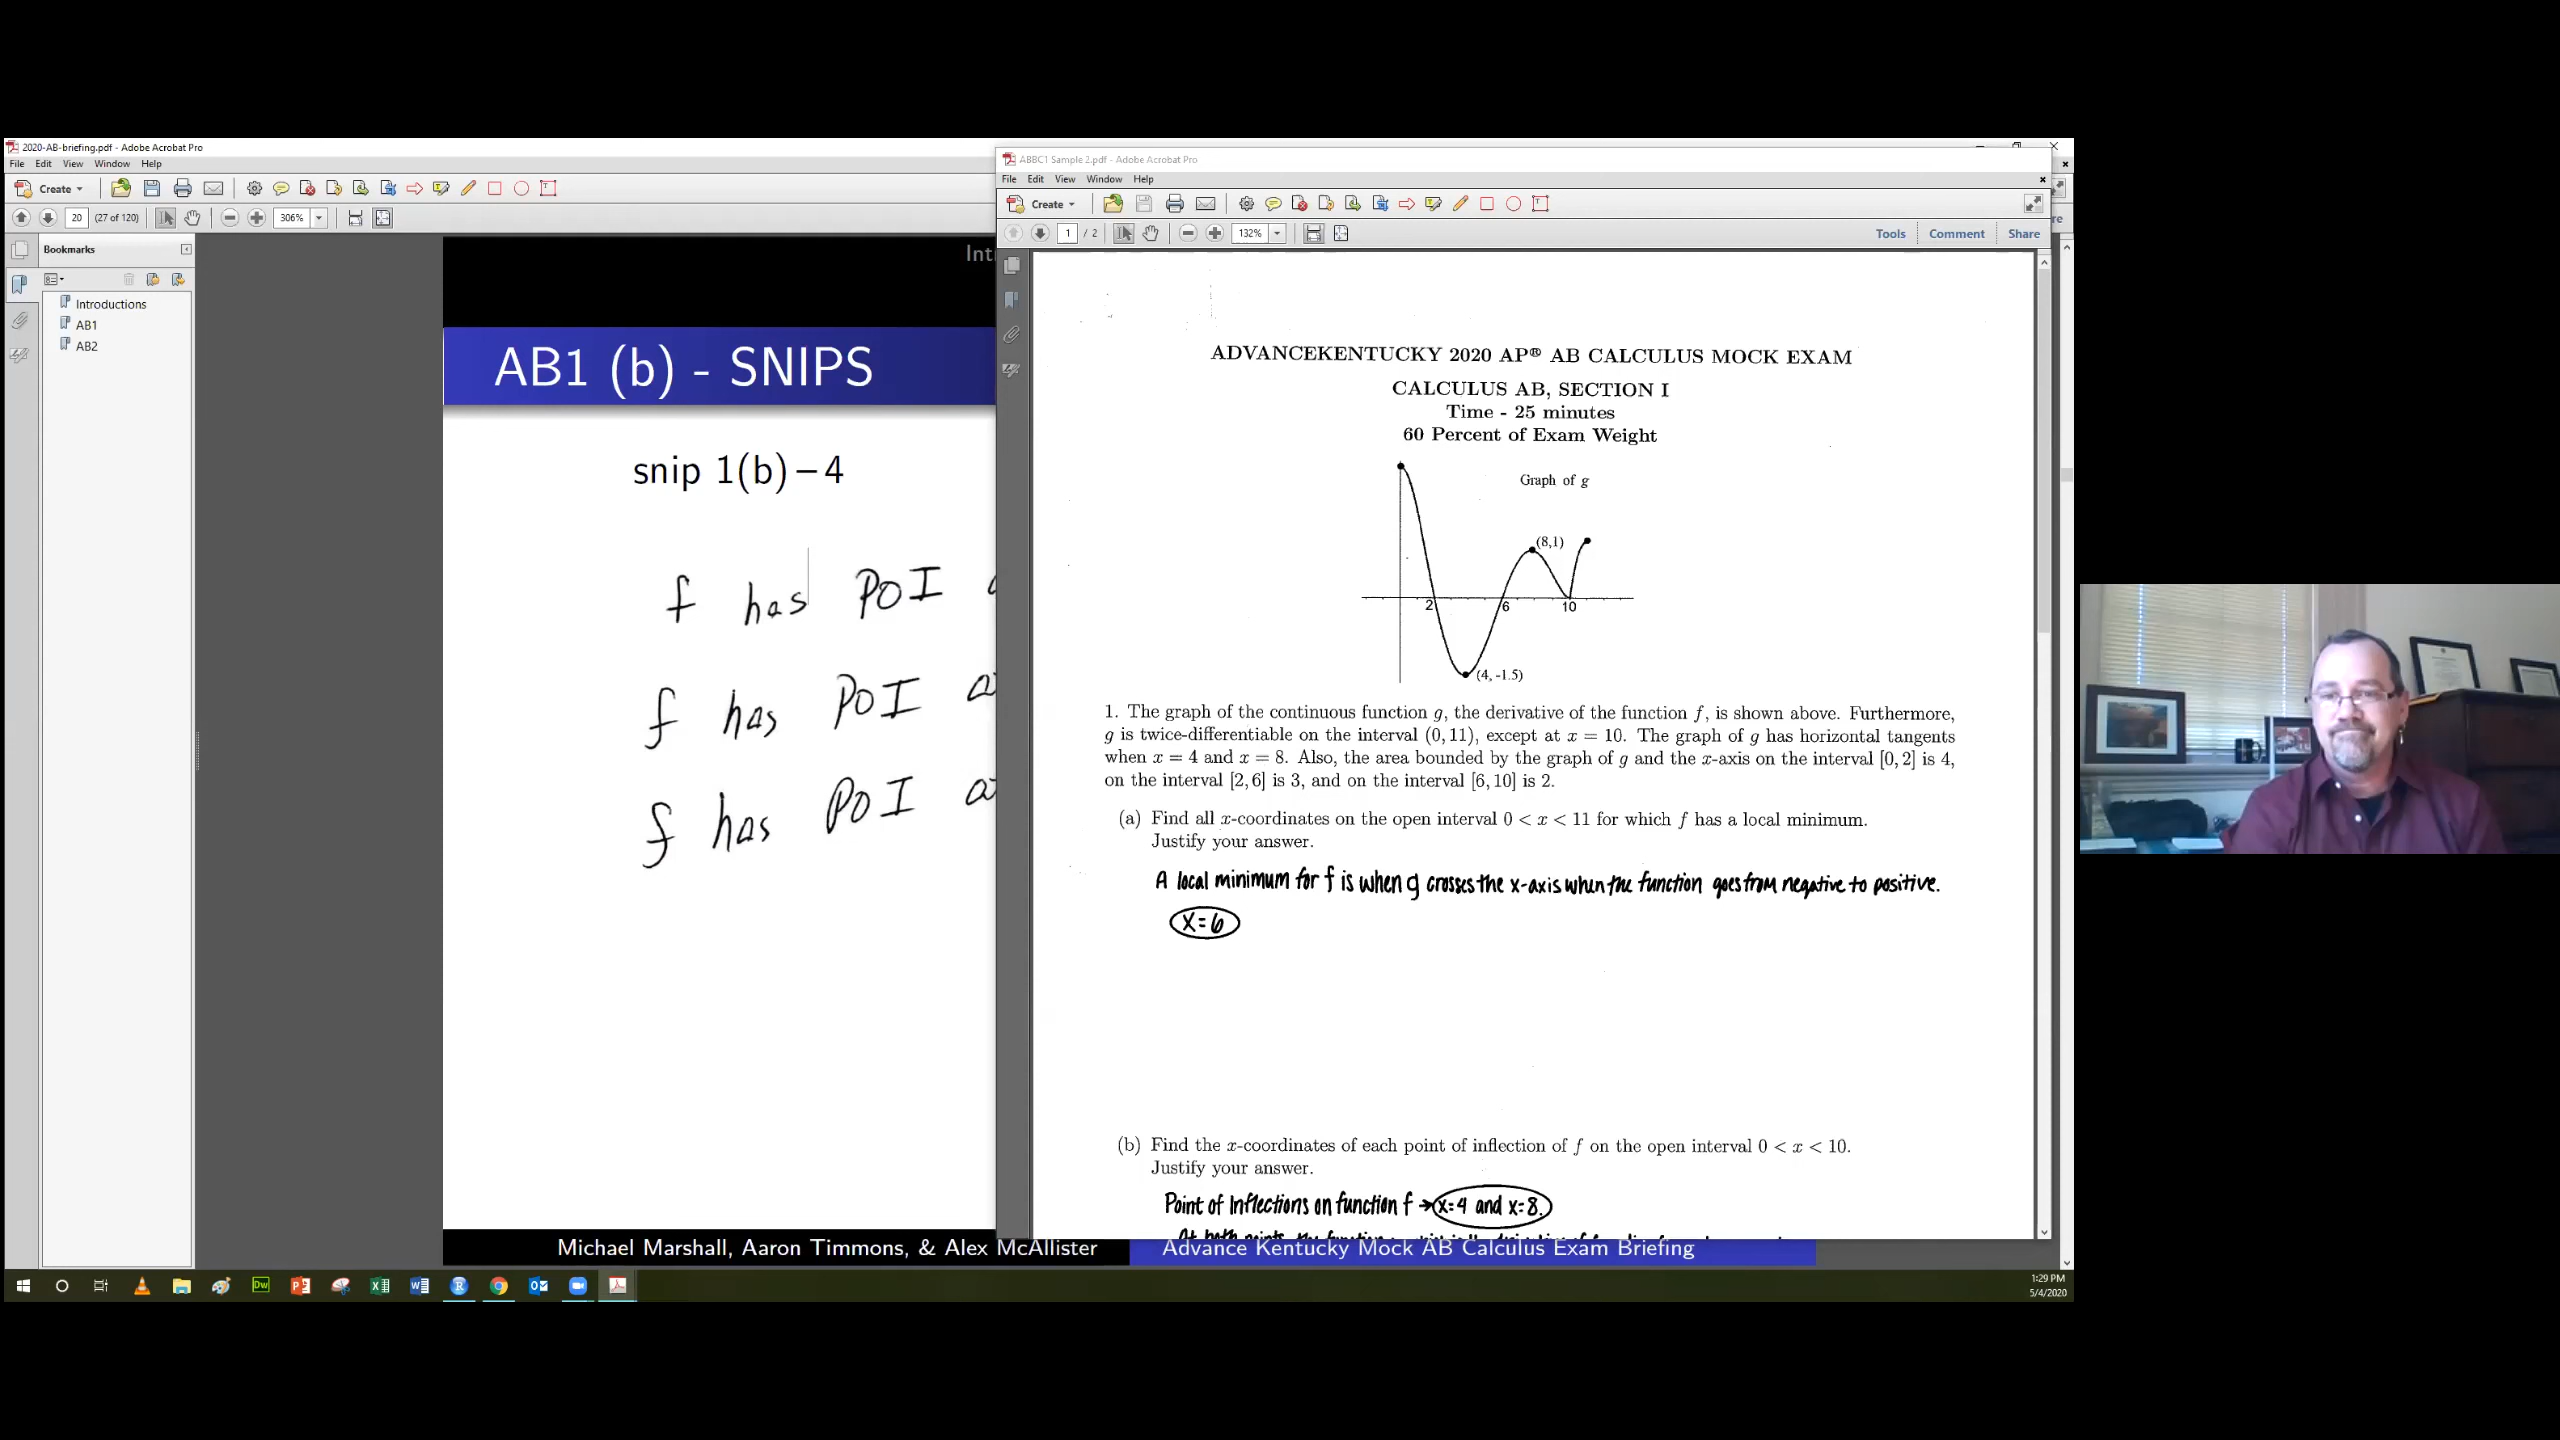 2020-AB-briefing.pdf - Adobe Acrobat Pro
File Edit View Window Help
Create
20 (27 of 120) 306%
Bookmarks
Introductions
AB1
AB2
AB1 (b) - SNIPS
snip 1(b)–4
f has POI
f has POI
f has POI
Michael Marshall, Aaron Timmons, & Alex McAllister
Advance Kentucky Mock AB Calculus Exam Briefing
ABBC1 Sample 2.pdf - Adobe Acrobat Pro
File Edit View Window Help
Create
1 / 2 132%
Tools Comment Share
ADVANCEKENTUCKY 2020 AP® AB CALCULUS MOCK EXAM
CALCULUS AB, SECTION I
Time - 25 minutes
60 Percent of Exam Weight
Graph of g
(8,1)
2 6 10
(4, -1.5)
1. The graph of the continuous function g, the derivative of the function f, is shown above. Furthermore,
g is twice-differentiable on the interval (0, 11), except at x = 10. The graph of g has horizontal tangents
when x = 4 and x = 8. Also, the area bounded by the graph of g and the x-axis on the interval [0, 2] is 4,
on the interval [2, 6] is 3, and on the interval [6, 10] is 2.
(a) Find all x-coordinates on the open interval 0 < x < 11 for which f has a local minimum.
Justify your answer.
A local minimum for f is when g crosses the x-axis when the function goes from negative to positive.
x=6
(b) Find the x-coordinates of each point of inflection of f on the open interval 0 < x < 10.
Justify your answer.
Point of Inflections on function f → x=4 and x=8.
1:29 PM
5/4/2020